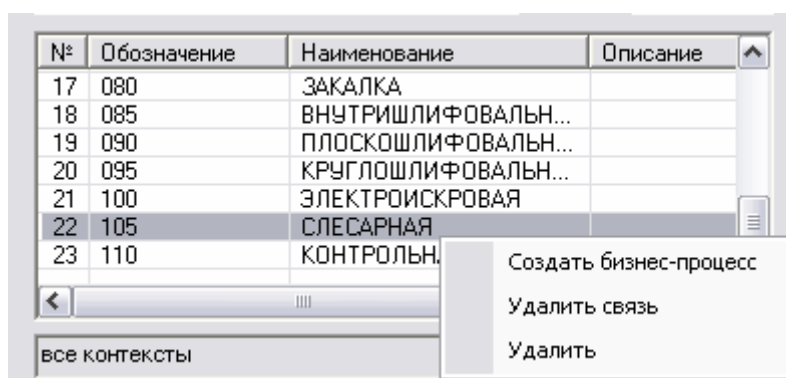 № Обозначение Наименование Описание
17 080 ЗАКАЛКА
18 085 ВНУТРИШЛИФОВАЛЬН...
19 090 ПЛОСКОШЛИФОВАЛЬН...
20 095 КРУГЛОШЛИФОВАЛЬН...
21 100 ЭЛЕКТРОИСКРОВАЯ
22 105 СЛЕСАРНАЯ
23 110 КОНТРОЛЬН
Создать бизнес-процесс
Удалить связь
Удалить
все контексты